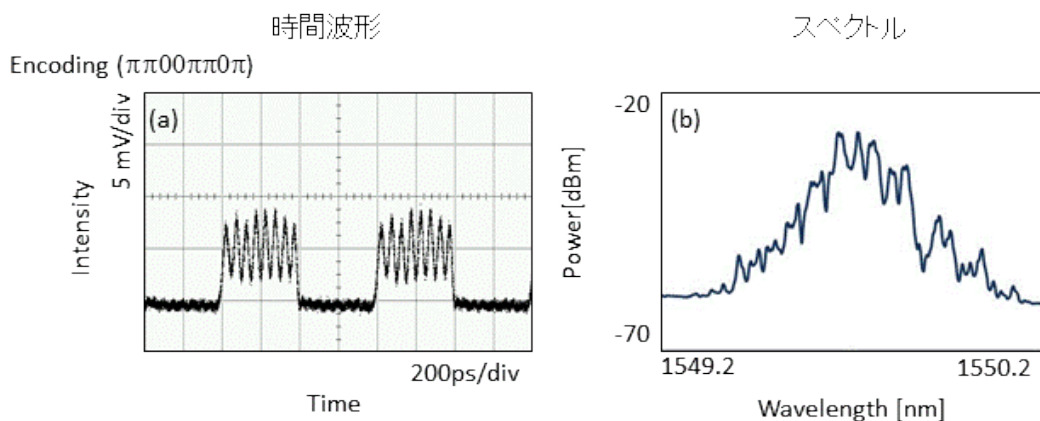 時間波形
スペクトル
Encoding (ππ00ππ0π)
(a)
5 mV/div
Intensity
200ps/div
Time
-20
(b)
Power[dBm]
-70
1549.2
1550.2
Wavelength [nm]